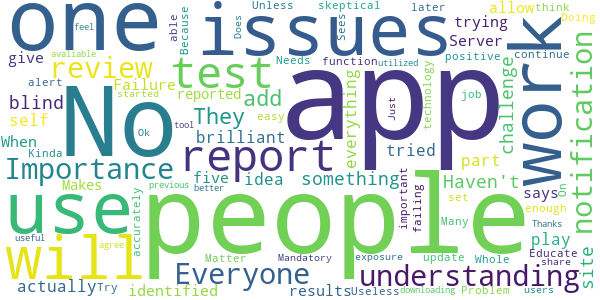 one issues
Because able Does Unless skeptical later
feel Sees trying allow think
Server Doing
review test give positive continue
available alert Failure function utilized
blind started reported add everything technology job challenge notification work
self No They app Needs
When Ok tool brilliant easy Just
Kinda report tried part
Importance five idea something Haven't
Makes previous better says On
use people important failing set enough
accurately Many play Thanks
useful Everyone understanding Educate
will agree Matter Mandatory exposure update Whole share site
actually Try identified results Useless downloading Problem users